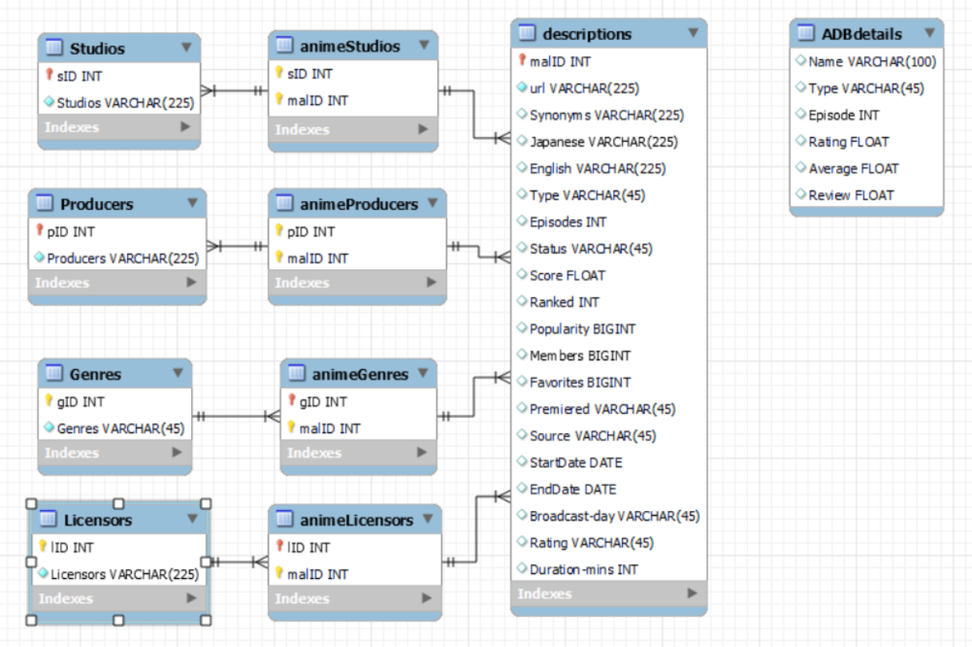 Studios
sID INT
Studios VARCHAR(225)
Indexes
animeStudios
sID INT
malID INT
Indexes
Producers
pID INT
Producers VARCHAR(225)
Indexes
animeProducers
pID INT
malID INT
Indexes
Genres
gID INT
Genres VARCHAR(45)
Indexes
animeGenres
gID INT
malID INT
Indexes
Licensors
lID INT
Licensors VARCHAR(225)
Indexes
animeLicensors
lID INT
malID INT
Indexes
descriptions
malID INT
url VARCHAR(225)
Synonyms VARCHAR(225)
Japanese VARCHAR(225)
English VARCHAR(225)
Type VARCHAR(45)
Episodes INT
Status VARCHAR(45)
Score FLOAT
Ranked INT
Popularity BIGINT
Members BIGINT
Favorites BIGINT
Premiered VARCHAR(45)
Source VARCHAR(45)
StartDate DATE
EndDate DATE
Broadcast-day VARCHAR(45)
Rating VARCHAR(45)
Duration-mins INT
Indexes
ADBdetails
Name VARCHAR(100)
Type VARCHAR(45)
Episode INT
Rating FLOAT
Average FLOAT
Review FLOAT